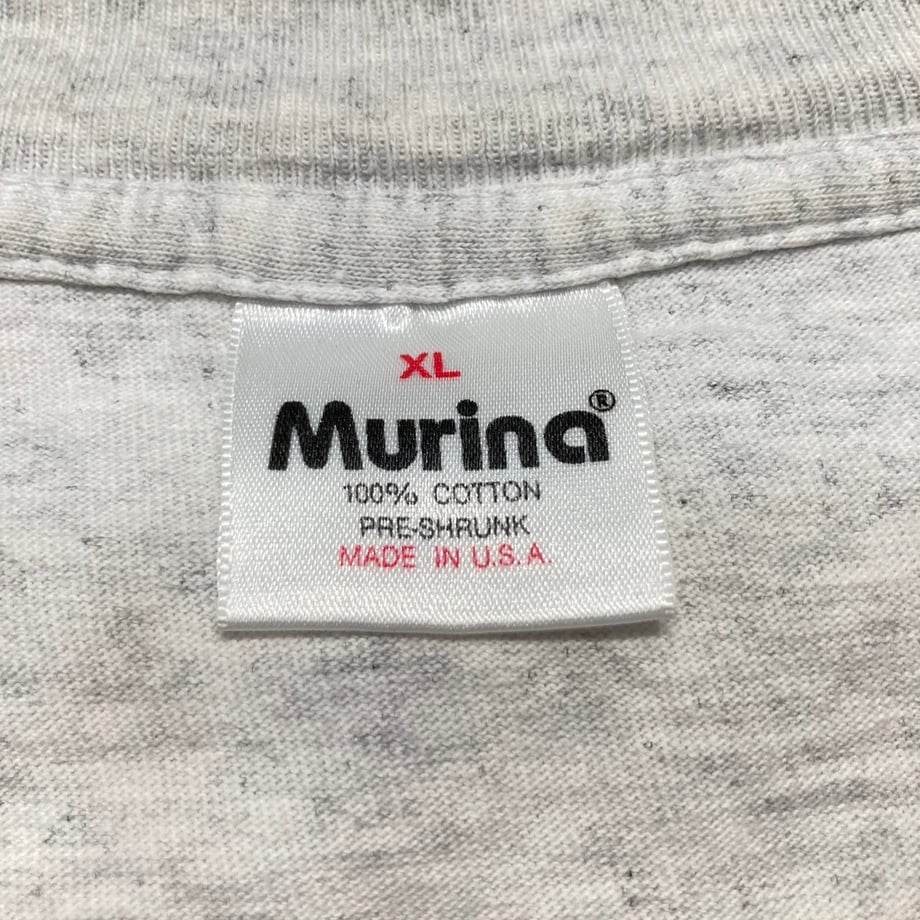 XL
Murina®
100% COTTON
PRE-SHRUNK
MADE IN U.S.A.